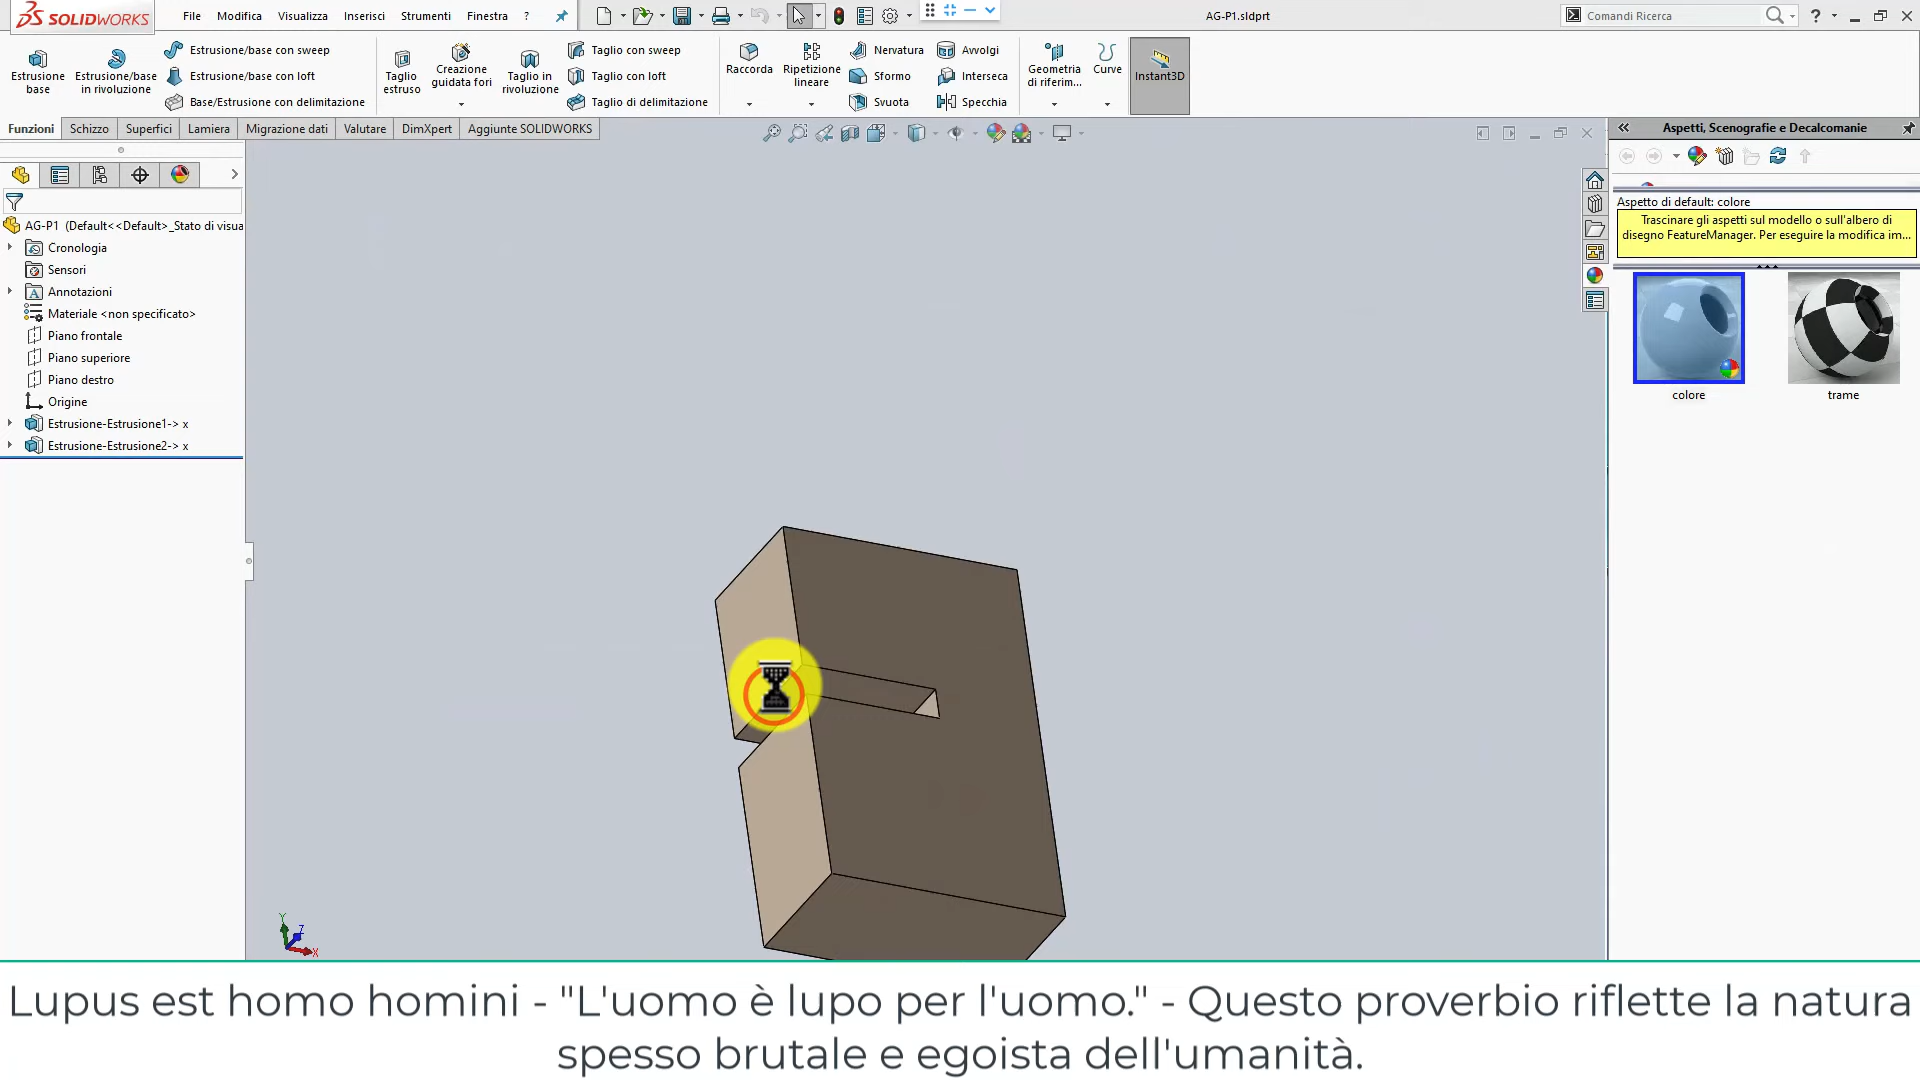 SOLIDWORKS
File Modifica Visualizza Inserisci Strumenti Finestra ?
AG-P1.sldprt
Comandi Ricerca
?
Estrusione base
Estrusione/base in rivoluzione
Estrusione/base con sweep
Estrusione/base con loft
Base/Estrusione con delimitazione
Taglio estruso
Creazione guidata fori
Taglio in rivoluzione
Taglio con sweep
Taglio con loft
Taglio di delimitazione
Raccorda
Ripetizione lineare
Nervatura
Sformo
Svuota
Avvolgi
Interseca
Specchia
Geometria di riferim...
Curve
Instant3D
Funzioni Schizzo Superfici Lamiera Migrazione dati Valutare DimXpert Aggiunte SOLIDWORKS
AG-P1 (Default<<Default>_Stato di visua
Cronologia
Sensori
Annotazioni
Materiale <non specificato>
Piano frontale
Piano superiore
Piano destro
Origine
Estrusione-Estrusione1-> x
Estrusione-Estrusione2-> x
Y
Z
X
Aspetti, Scenografie e Decalcomanie
Aspetto di default: colore
Trascinare gli aspetti sul modello o sull'albero di
disegno FeatureManager. Per eseguire la modifica im...
colore
trame
Lupus est homo homini - "L'uomo è lupo per l'uomo." - Questo proverbio riflette la natura
spesso brutale e egoista dell'umanità.